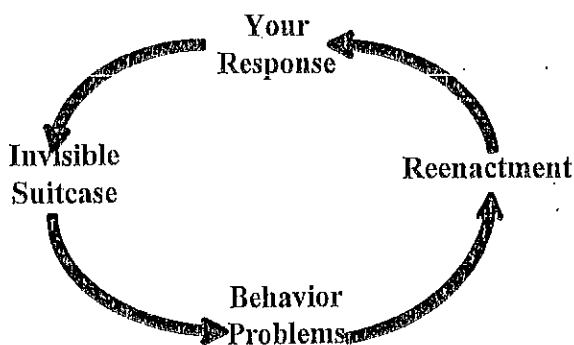 Your
Response
Invisible
Suitcase
Reenactment
Behavior
Problems